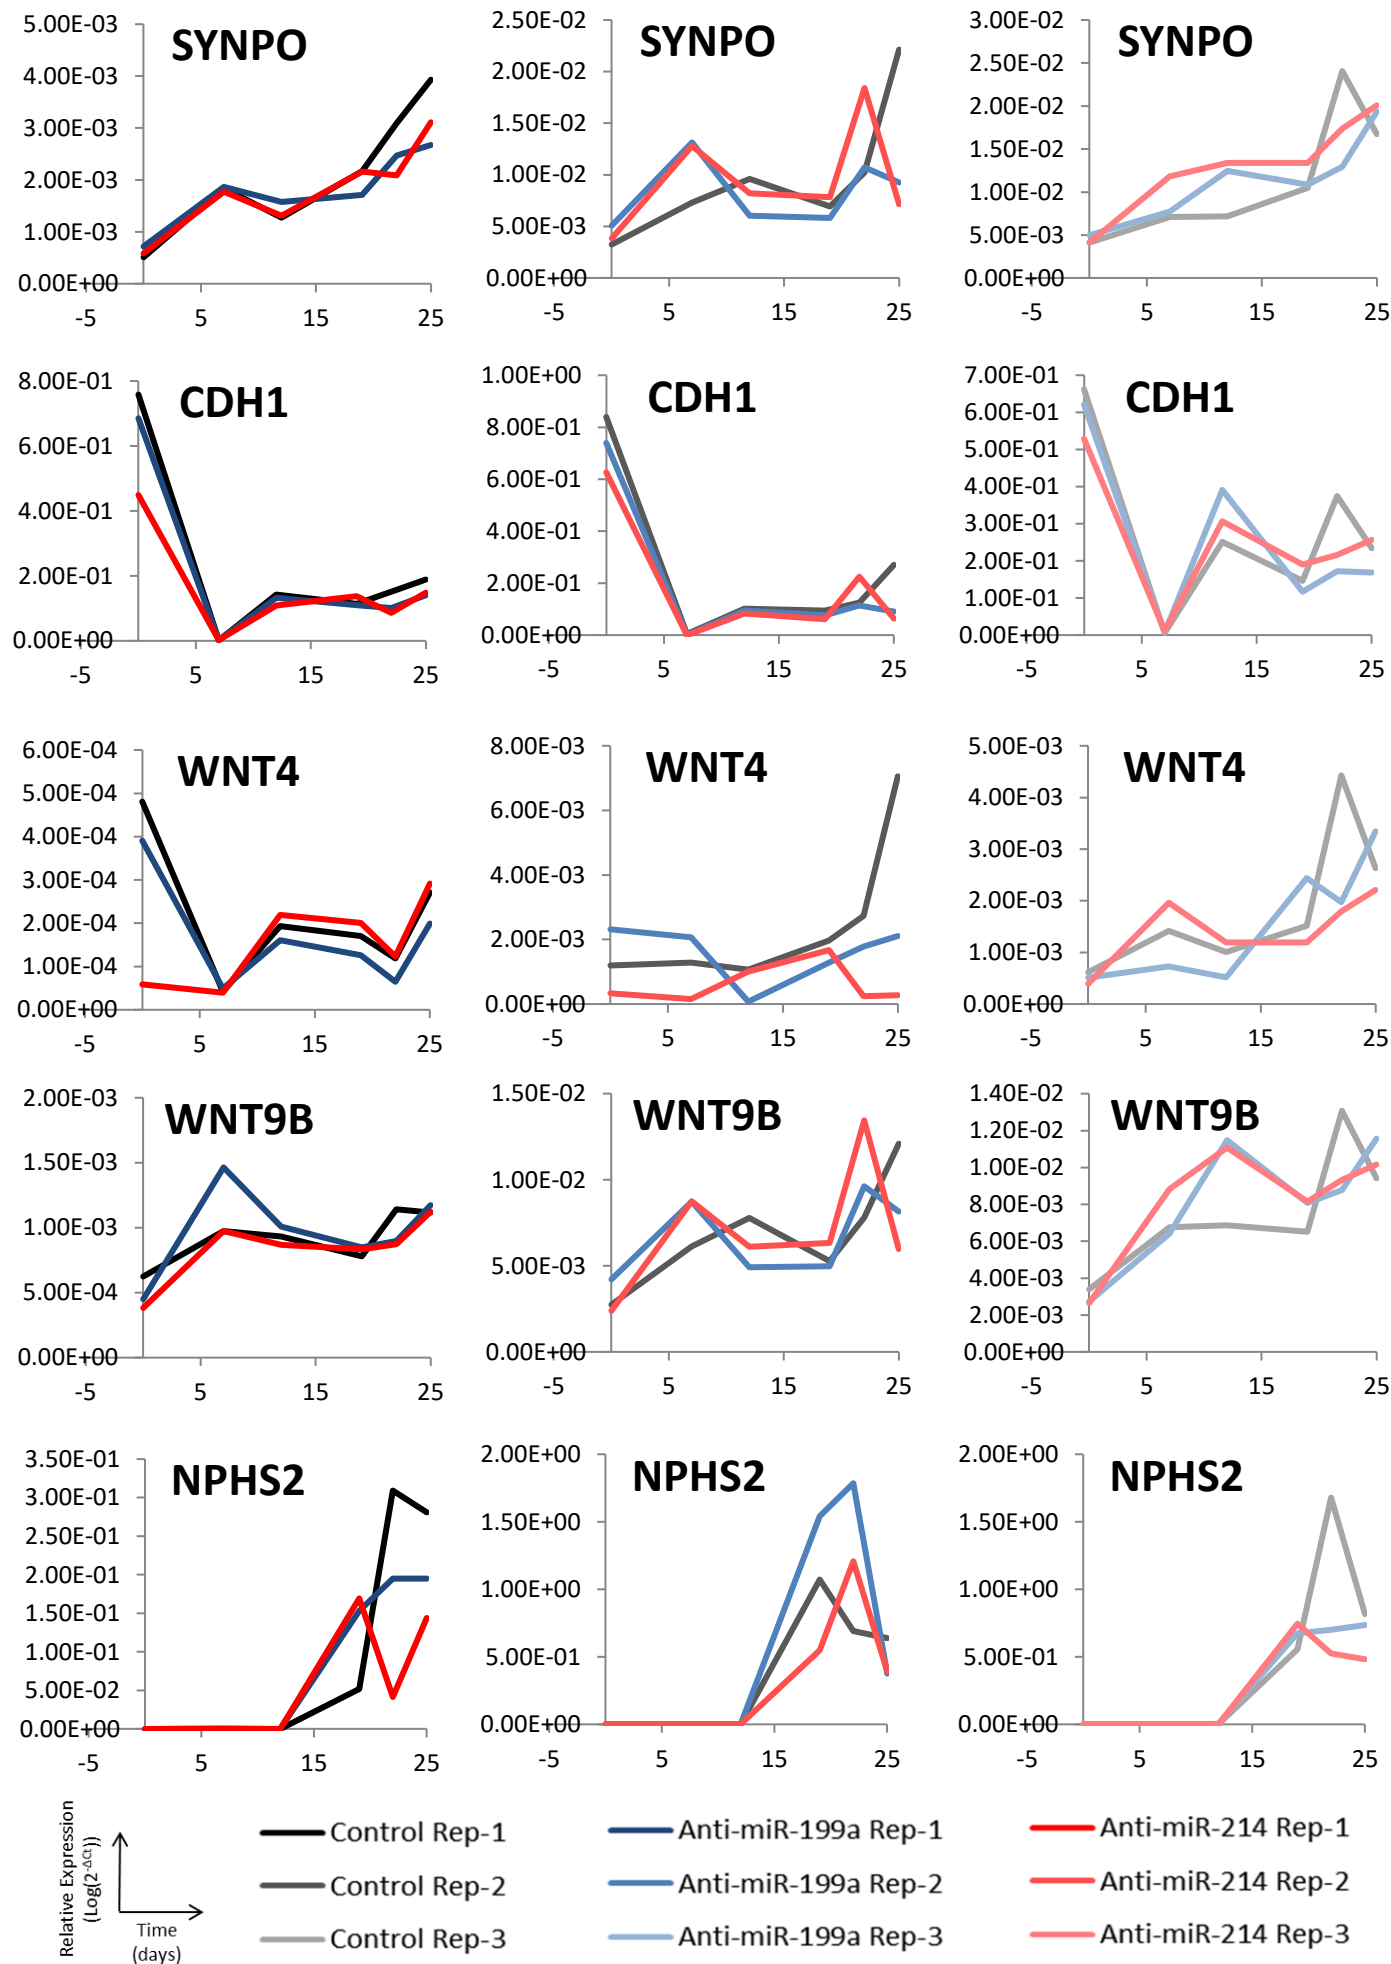 SYNPO
5.00E-03
4.00E-03
3.00E-03
2.00E-03
1.00E-03
0.00E+00
-5 5 15 25
SYNPO
2.50E-02
2.00E-02
1.50E-02
1.00E-02
5.00E-03
0.00E+00
-5 5 15 25
SYNPO
3.00E-02
2.50E-02
2.00E-02
1.50E-02
1.00E-02
5.00E-03
0.00E+00
-5 5 15 25
CDH1
8.00E-01
6.00E-01
4.00E-01
2.00E-01
0.00E+00
-5 5 15 25
CDH1
1.00E+00
8.00E-01
6.00E-01
4.00E-01
2.00E-01
0.00E+00
-5 5 15 25
CDH1
7.00E-01
6.00E-01
5.00E-01
4.00E-01
3.00E-01
2.00E-01
1.00E-01
0.00E+00
-5 5 15 25
WNT4
6.00E-04
5.00E-04
4.00E-04
3.00E-04
2.00E-04
1.00E-04
0.00E+00
-5 5 15 25
WNT4
8.00E-03
6.00E-03
4.00E-03
2.00E-03
0.00E+00
-5 5 15 25
WNT4
5.00E-03
4.00E-03
3.00E-03
2.00E-03
1.00E-03
0.00E+00
-5 5 15 25
WNT9B
2.00E-03
1.50E-03
1.00E-03
5.00E-04
0.00E+00
-5 5 15 25
WNT9B
1.50E-02
1.00E-02
5.00E-03
0.00E+00
-5 5 15 25
WNT9B
1.40E-02
1.20E-02
1.00E-02
8.00E-03
6.00E-03
4.00E-03
2.00E-03
0.00E+00
-5 5 15 25
NPHS2
3.50E-01
3.00E-01
2.50E-01
2.00E-01
1.50E-01
1.00E-01
5.00E-02
0.00E+00
-5 5 15 25
NPHS2
2.00E+00
1.50E+00
1.00E+00
5.00E-01
0.00E+00
-5 5 15 25
NPHS2
2.00E+00
1.50E+00
1.00E+00
5.00E-01
0.00E+00
-5 5 15 25
Relative Expression
(Log(2-ΔCt))
Time
(days)
Control Rep-1
Control Rep-2
Control Rep-3
Anti-miR-199a Rep-1
Anti-miR-199a Rep-2
Anti-miR-199a Rep-3
Anti-miR-214 Rep-1
Anti-miR-214 Rep-2
Anti-miR-214 Rep-3